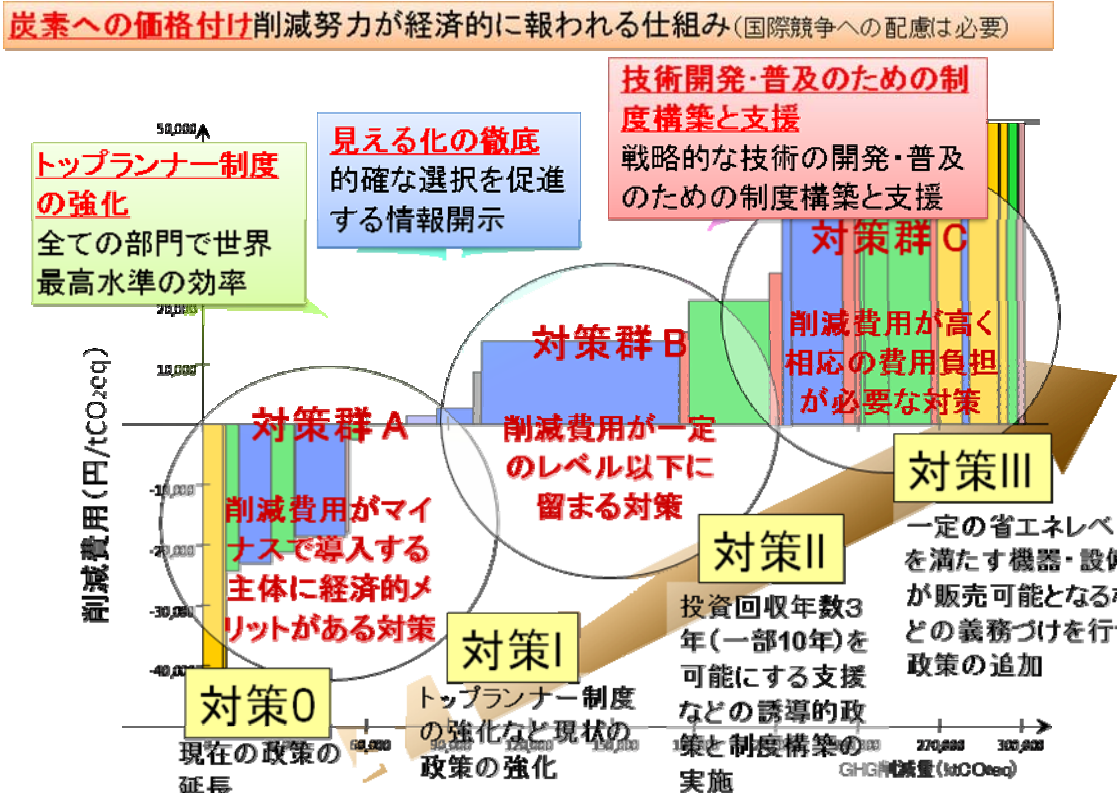 炭素への価格付け削減努力が経済的に報われる仕組み(国際競争への配慮は必要)
技術開発・普及のための制
度構築と支援
戦略的な技術の開発・普及
のための制度構築と支援
見える化の徹底
的確な選択を促進
する情報開示
トップランナー制度
の強化
全ての部門で世界
最高水準の効率
50,000
20,000
10,000
-10,000
-20,000
-30,000
-40,000
削減費用(円/tCO2eq)
対策群C
削減費用が高く
相応の費用負担
が必要な対策
対策群B
削減費用が一定
のレベル以下に
留まる対策
対策群A
削減費用がマイ
ナスで導入する
主体に経済的メ
リットがある対策
対策III
一定の省エネレベ
を満たす機器・設備
が販売可能となる
どの義務づけを行
政策の追加
対策II
投資回収年数3
年(一部10年)を
可能にする支援
などの誘導的政
策と制度構築の
実施
対策I
トップランナー制度
の強化など現状の
政策の強化
対策0
現在の政策の
延長
60,000
90,000
120,000
150,000
270,000
300,000
GHG削減量(ktCO2eq)